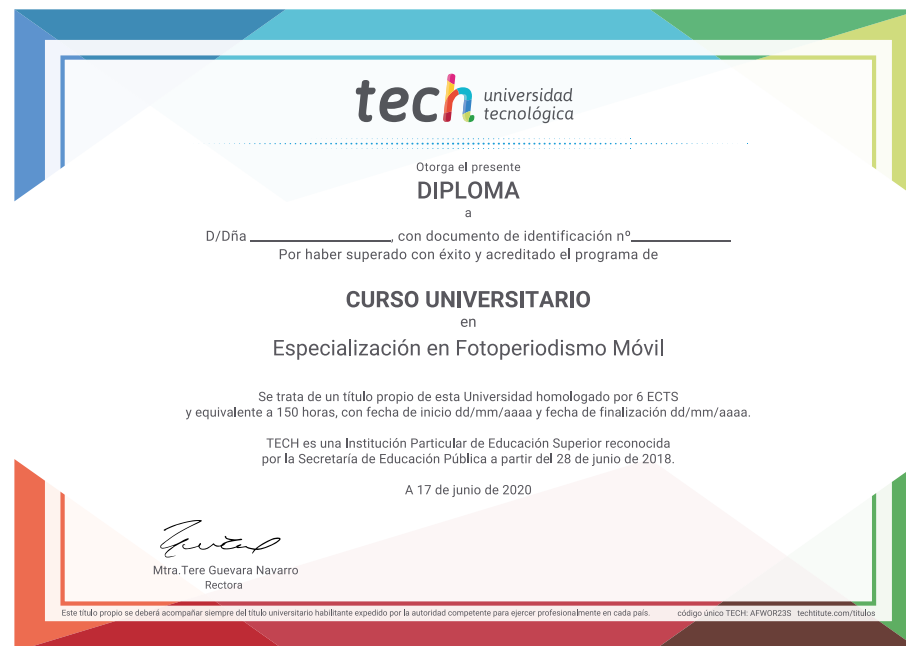 tech universidad
tecnológica
Otorga el presente
DIPLOMA
a
D/Dña ____________________, con documento de identificación nº______________
Por haber superado con éxito y acreditado el programa de
CURSO UNIVERSITARIO
en
Especialización en Fotoperiodismo Móvil
Se trata de un título propio de esta Universidad homologado por 6 ECTS
y equivalente a 150 horas, con fecha de inicio dd/mm/aaaa y fecha de finalización dd/mm/aaaa.
TECH es una Institución Particular de Educación Superior reconocida
por la Secretaría de Educación Pública a partir del 28 de junio de 2018.
A 17 de junio de 2020
Mtra.Tere Guevara Navarro
Rectora
Este título propio se deberá acompañar siempre del título universitario habilitante expedido por la autoridad competente para ejercer profesionalmente en cada país. código único TECH: AFWOR23S techtitute.com/titulos